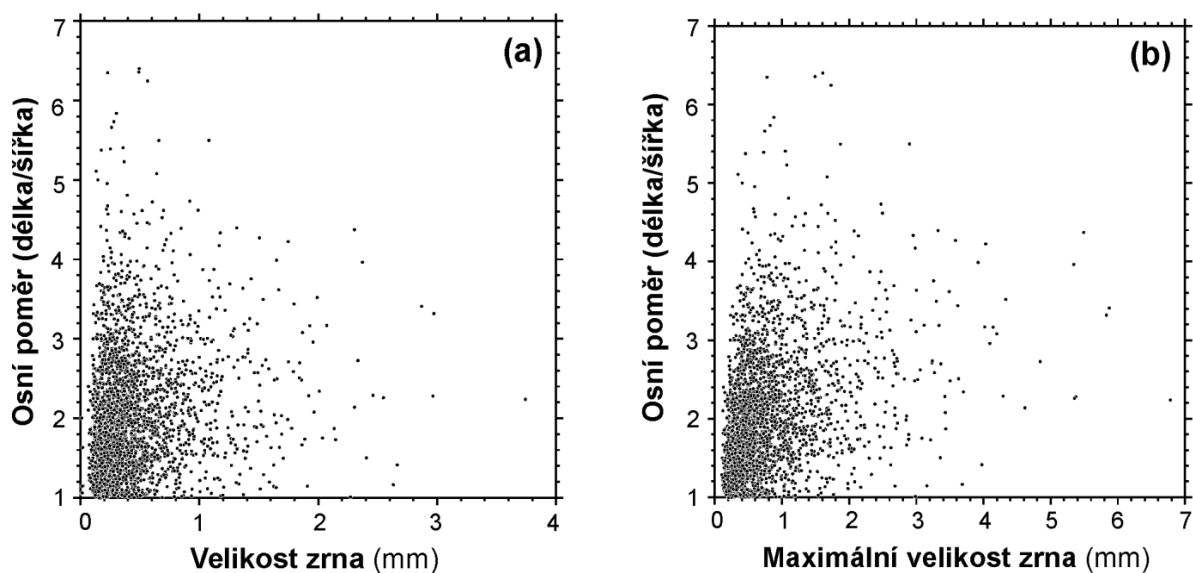 (a)
7
6
5
4
3
2
1
Osní poměr (délka/šířka)
0 1 2 3 4
Velikost zrna (mm)
(b)
7
6
5
4
3
2
1
Osní poměr (délka/šířka)
0 1 2 3 4 5 6 7
Maximální velikost zrna (mm)